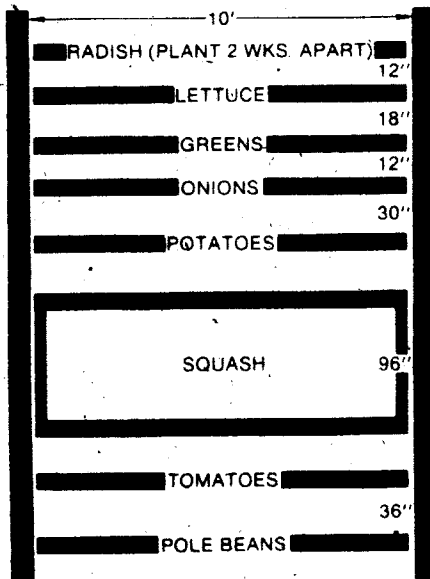 10'
RADISH (PLANT 2 WKS. APART)
12"
LETTUCE
18"
GREENS
12"
ONIONS
30"
POTATOES
SQUASH 96"
TOMATOES
36"
POLE BEANS